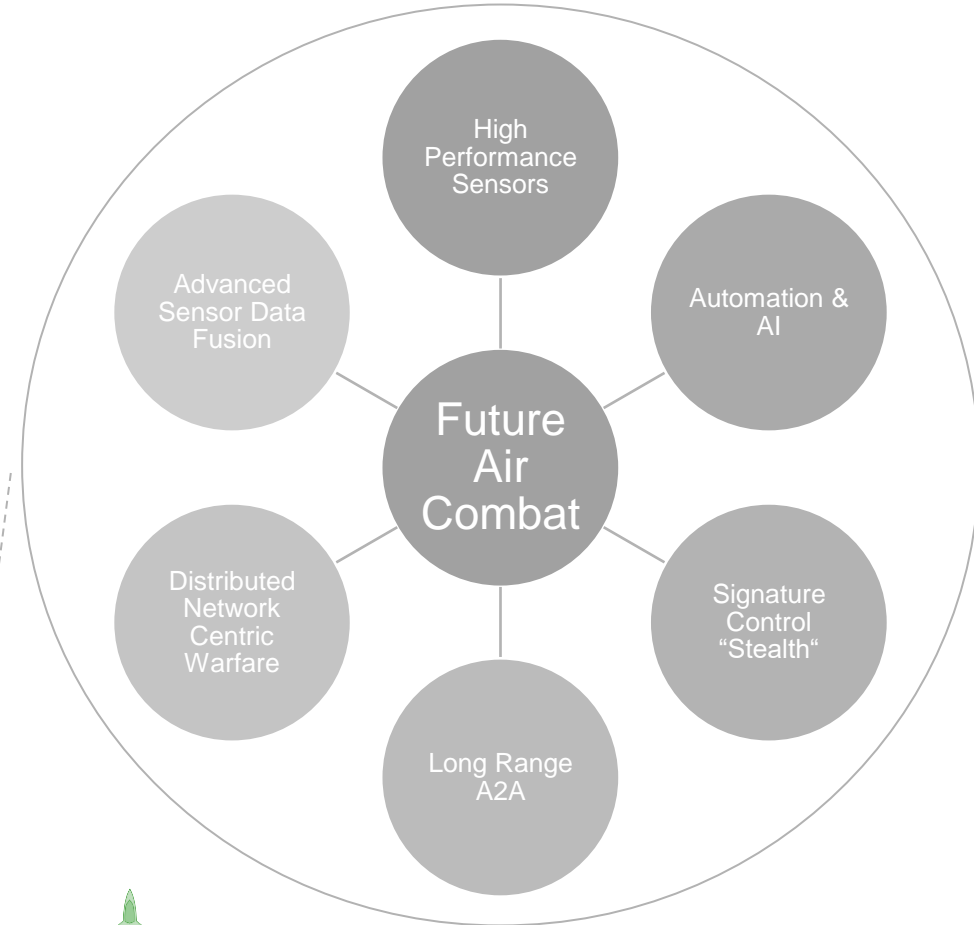 High
Performance
Sensors
Advanced
Sensor Data
Fusion
Automation &
AI
Future
Air
Combat
Distributed
Network
Centric
Warfare
Signature
Control
“Stealth“
Long Range
A2A